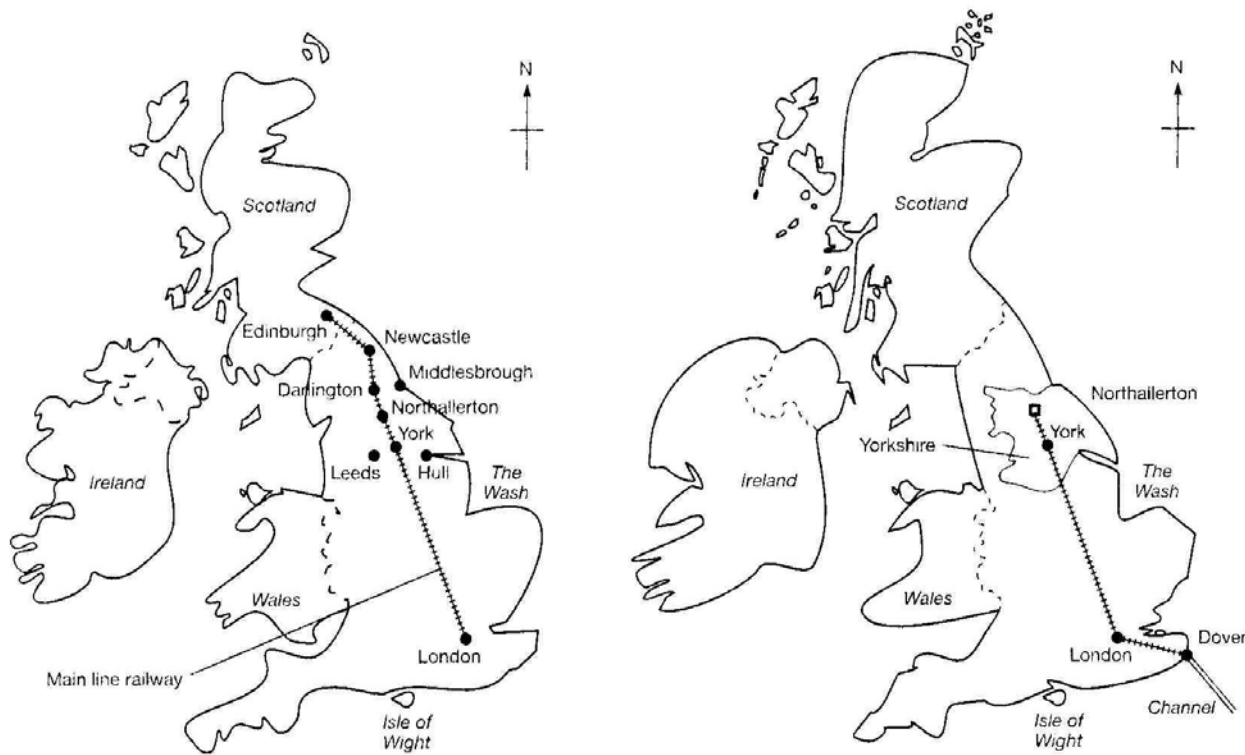 N
Scotland
Edinburgh
Newcastle
Darlington
Middlesbrough
Northallerton
York
Leeds
Hull
Ireland
The
Wash
Wales
London
Main line railway
Isle of
Wight
N
Scotland
Northallerton
York
Yorkshire
Ireland
The
Wash
Wales
London
Dover
Channel
Isle of
Wight